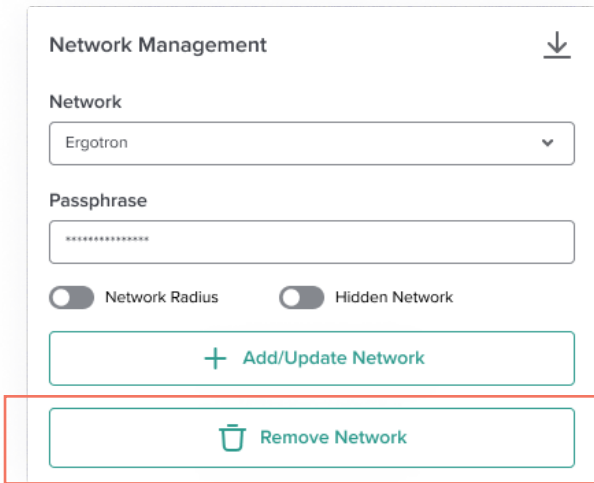 Network Management
Network
Ergotron
Passphrase
***************
Network Radius Hidden Network
Add/Update Network
Remove Network